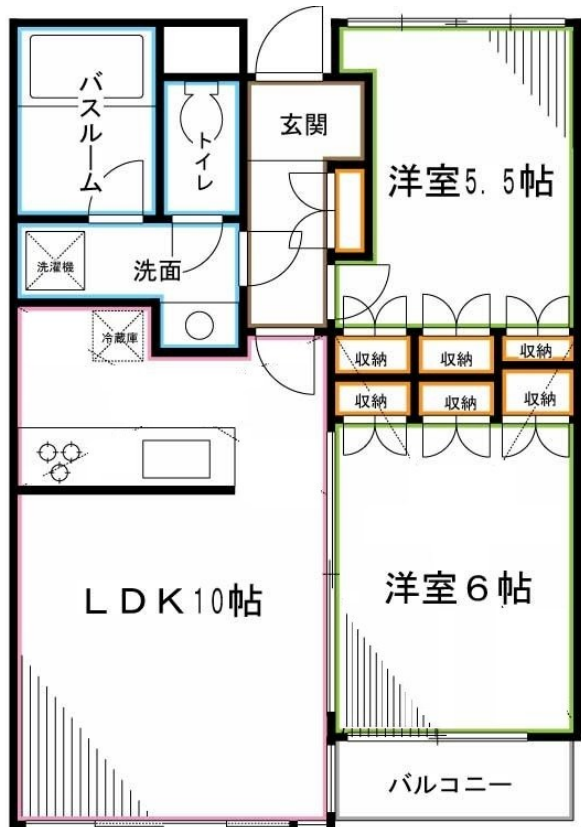 バスルーム
トイレ
玄関
洋室5.5帖
洗濯機
洗面
冷蔵庫
収納
収納
収納
収納
収納
収納
LDK10帖
洋室6帖
バルコニー